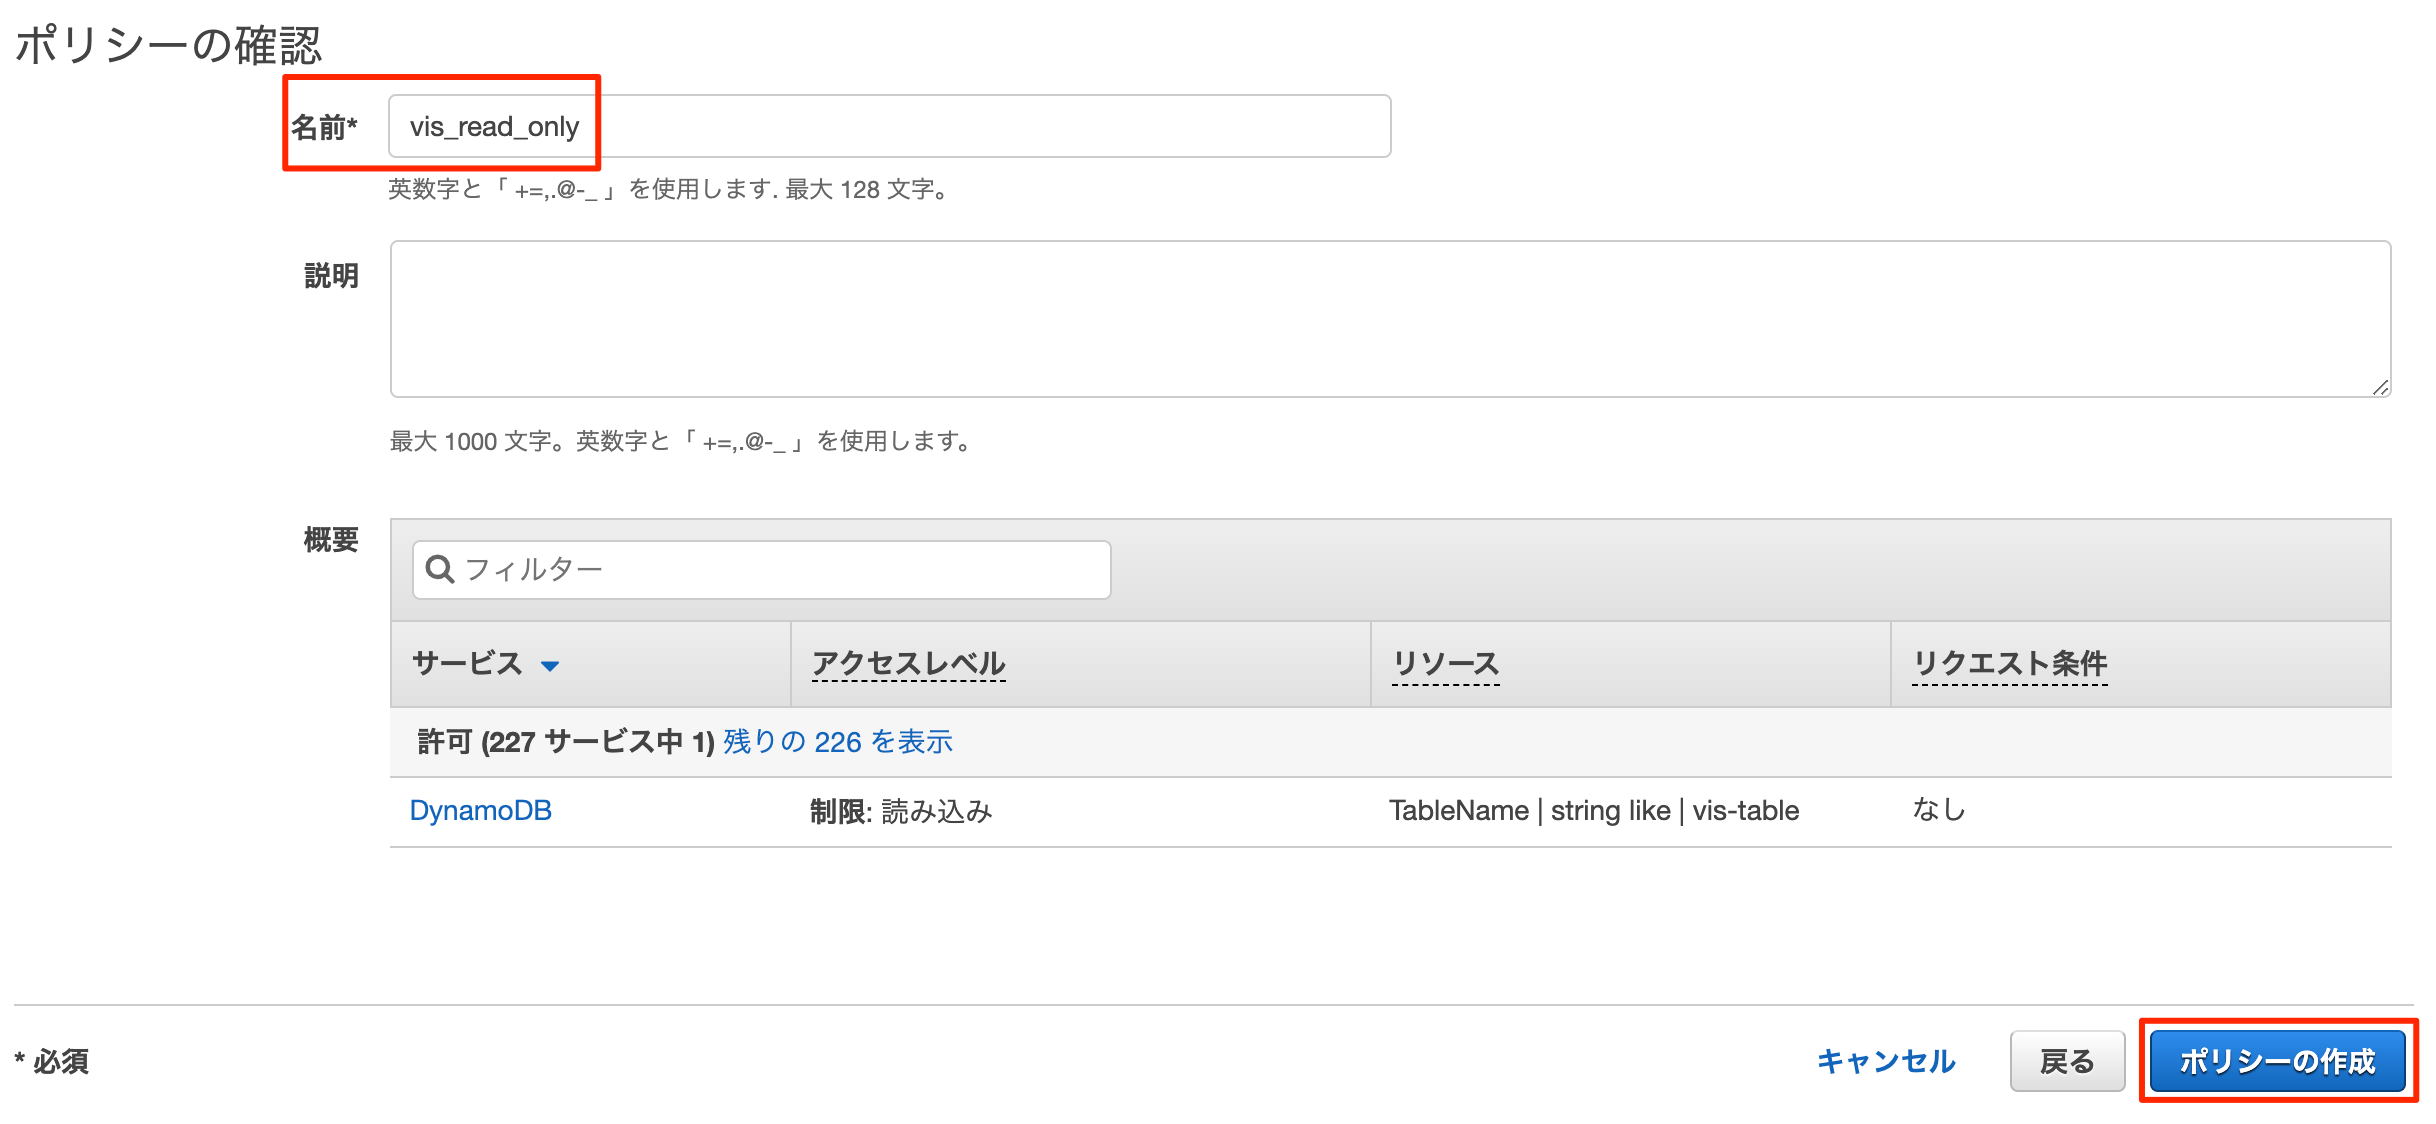 ポリシーの確認
名前* vis_read_only
英数字と「 +=,.@-_ 」を使用します. 最大 128 文字。
説明
最大 1000 文字。英数字と「 +=,.@-_ 」を使用します。
概要 フィルター
サービス アクセスレベル リソース リクエスト条件
許可 (227 サービス中 1) 残りの 226 を表示
DynamoDB 制限: 読み込み TableName | string like | vis-table なし
* 必須 キャンセル 戻る ポリシーの作成